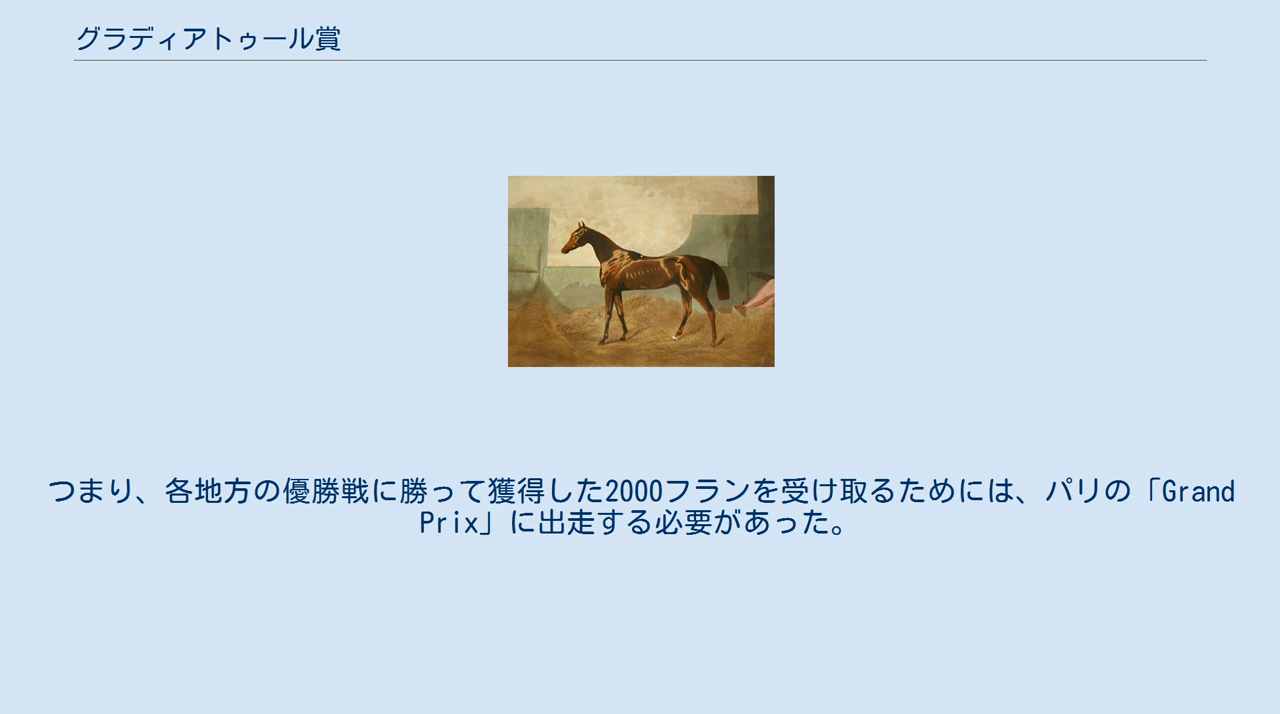 グラディアトゥール賞
つまり、各地方の優勝戦に勝って獲得した2000フランを受け取るためには、パリの「Grand
Prix」に出走する必要があった。